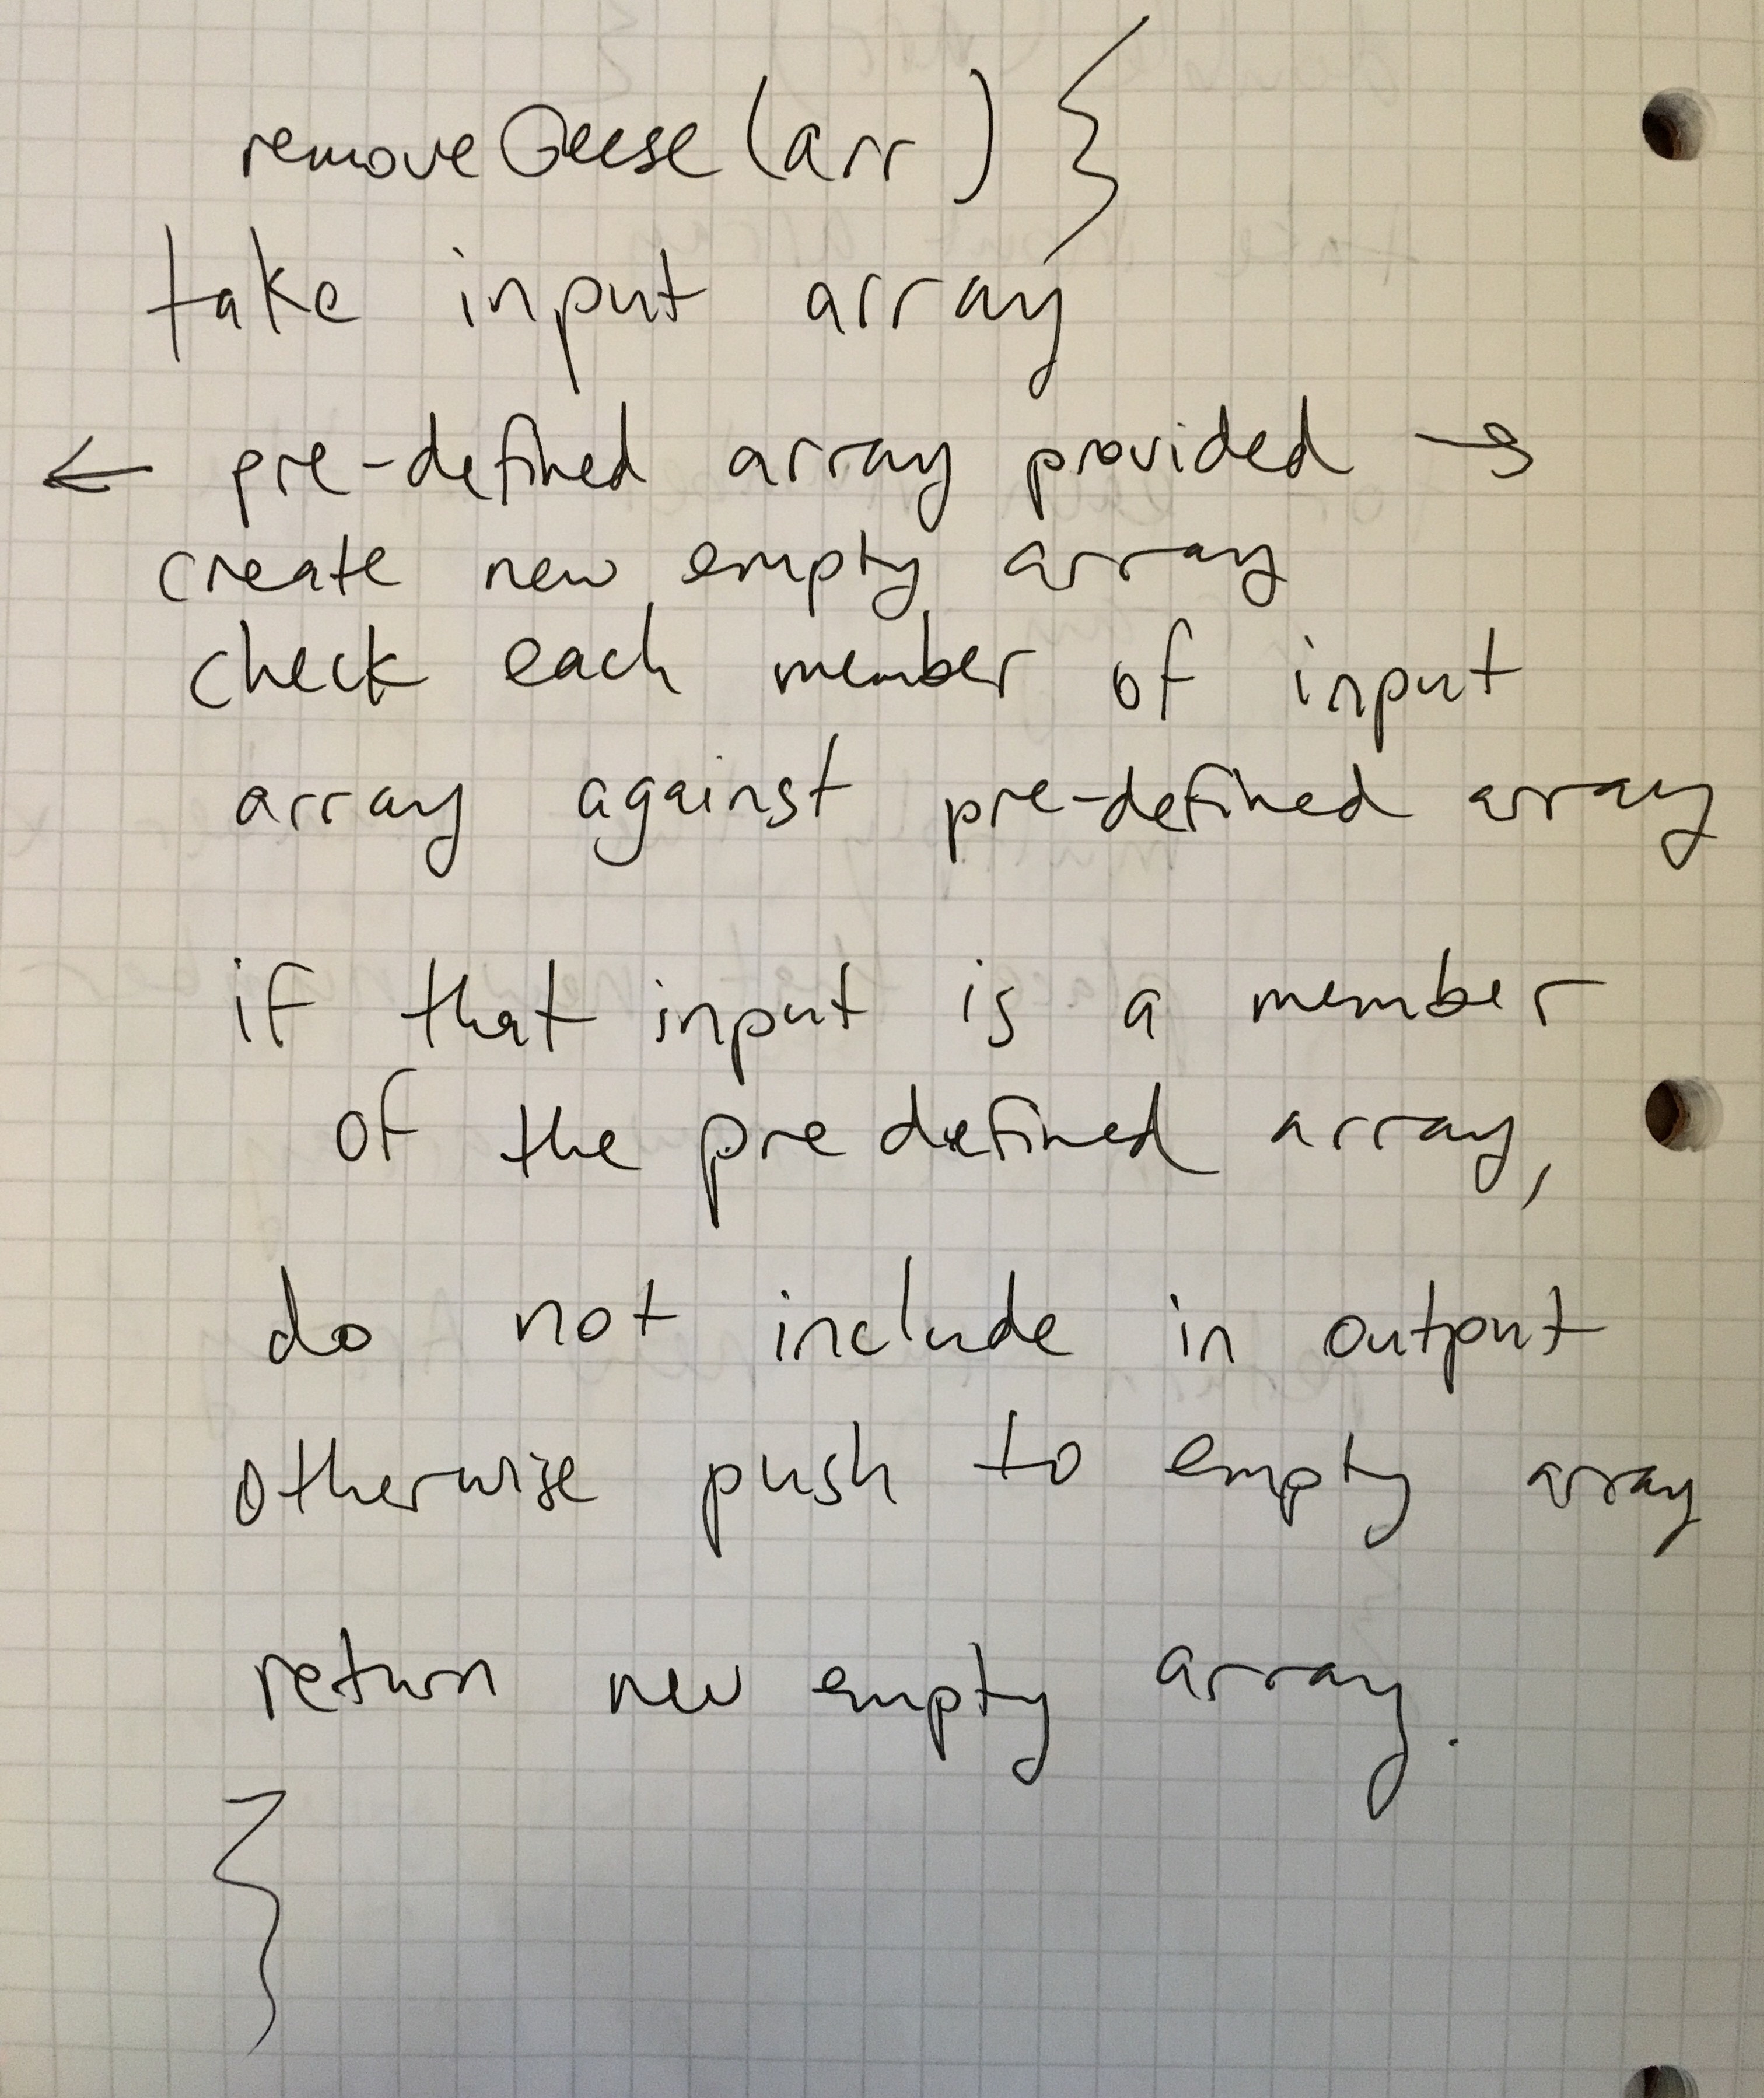 removeGeese(arr) {
take input array
← pre-defined array provided →
create new empty array
check each member of input
array against pre-defined array
if that input is a member
of the pre defined array,
do not include in output
otherwise push to empty array
return new empty array.
}